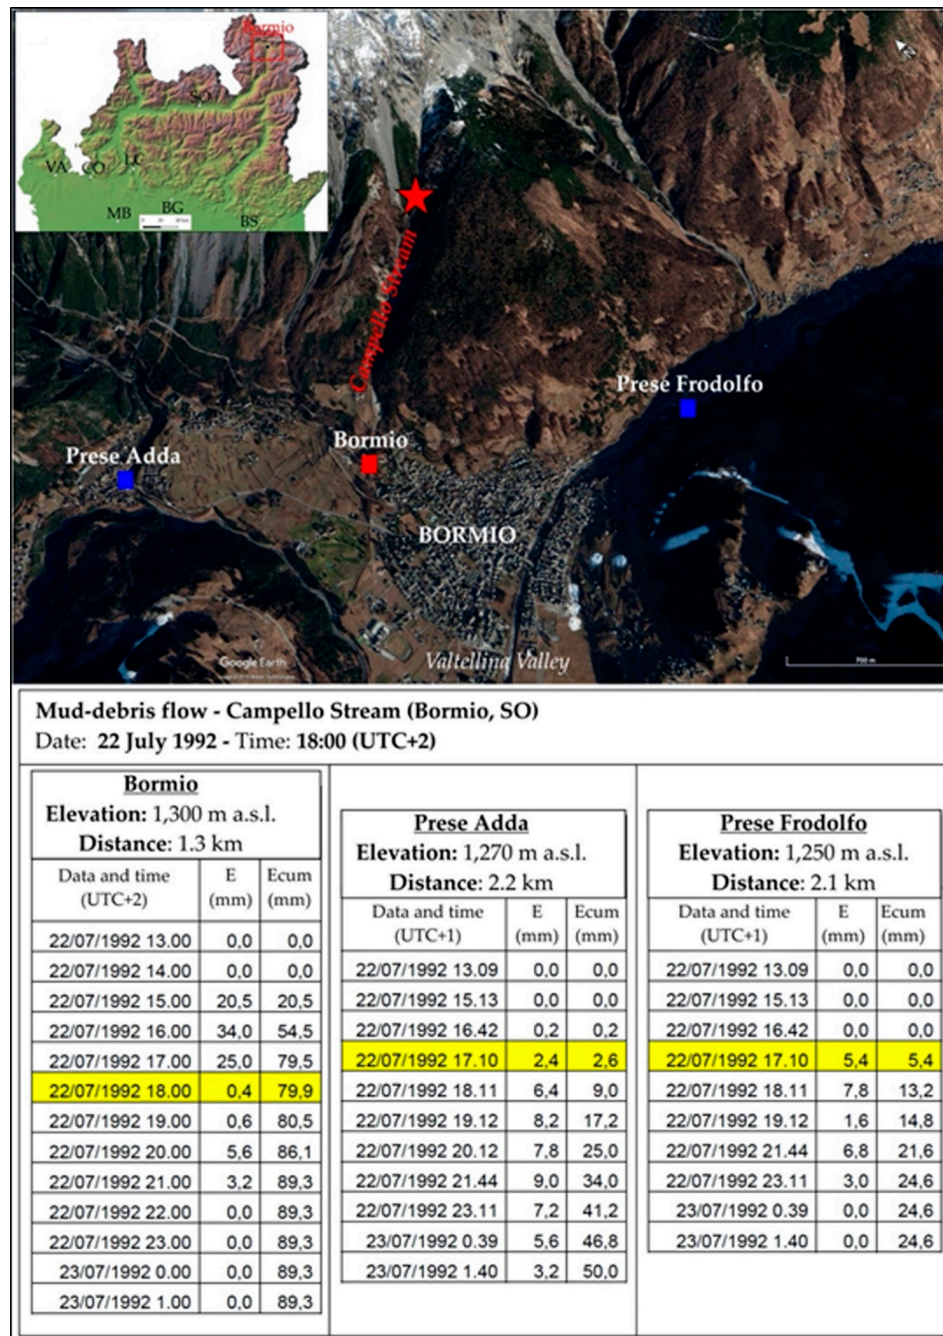 Bormio
SO
VA
CO
LC
MB
BG
BS
N
Campello Stream
Prese Frodolfo
Bormio
Prese Adda
BORMIO
Google Earth
Valtellina Valley
700 m
Mud-debris flow - Campello Stream (Bormio, SO)
Date: 22 July 1992 - Time: 18:00 (UTC+2)
Bormio
Elevation: 1,300 m a.s.l.
Distance: 1.3 km
Data and time (UTC+2) E (mm) Ecum (mm)
22/07/1992 13.00 0,0 0,0
22/07/1992 14.00 0,0 0,0
22/07/1992 15.00 20,5 20,5
22/07/1992 16.00 34,0 54,5
22/07/1992 17.00 25,0 79,5
22/07/1992 18.00 0,4 79,9
22/07/1992 19.00 0,6 80,5
22/07/1992 20.00 5,6 86,1
22/07/1992 21.00 3,2 89,3
22/07/1992 22.00 0,0 89,3
22/07/1992 23.00 0,0 89,3
23/07/1992 0.00 0,0 89,3
23/07/1992 1.00 0,0 89,3
Prese Adda
Elevation: 1,270 m a.s.l.
Distance: 2.2 km
Data and time (UTC+1) E (mm) Ecum (mm)
22/07/1992 13.09 0,0 0,0
22/07/1992 15.13 0,0 0,0
22/07/1992 16.42 0,2 0,2
22/07/1992 17.10 2,4 2,6
22/07/1992 18.11 6,4 9,0
22/07/1992 19.12 8,2 17,2
22/07/1992 20.12 7,8 25,0
22/07/1992 21.44 9,0 34,0
22/07/1992 23.11 7,2 41,2
23/07/1992 0.39 5,6 46,8
23/07/1992 1.40 3,2 50,0
Prese Frodolfo
Elevation: 1,250 m a.s.l.
Distance: 2.1 km
Data and time (UTC+1) E (mm) Ecum (mm)
22/07/1992 13.09 0,0 0,0
22/07/1992 15.13 0,0 0,0
22/07/1992 16.42 0,0 0,0
22/07/1992 17.10 5,4 5,4
22/07/1992 18.11 7,8 13,2
22/07/1992 19.12 1,6 14,8
22/07/1992 21.44 6,8 21,6
22/07/1992 23.11 3,0 24,6
23/07/1992 0.39 0,0 24,6
23/07/1992 1.40 0,0 24,6